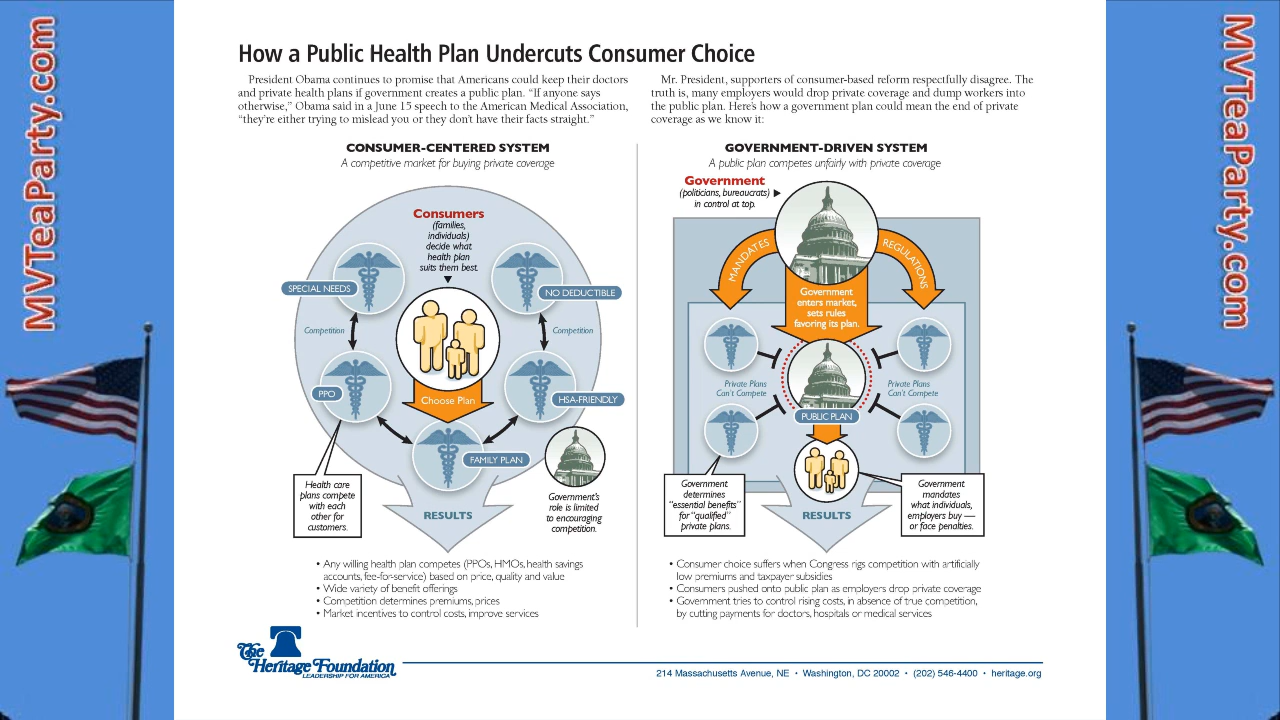 MVTeaParty.com
How a Public Health Plan Undercuts Consumer Choice
President Obama continues to promise that Americans could keep their doctors
and private health plans if government creates a public plan. “If anyone says
otherwise,” Obama said in a June 15 speech to the American Medical Association,
“they’re either trying to mislead you or they don’t have their facts straight.”
Mr. President, supporters of consumer-based reform respectfully disagree. The
truth is, many employers would drop private coverage and dump workers into
the public plan. Here’s how a government plan could mean the end of private
coverage as we know it:
CONSUMER-CENTERED SYSTEM
A competitive market for buying private coverage
Consumers
(families,
individuals)
decide what
health plan
suits them best.
SPECIAL NEEDS
NO DEDUCTIBLE
Competition
Competition
PPO
HSA-FRIENDLY
Choose Plan
FAMILY PLAN
Health care
plans compete
with each
other for
customers.
Government’s
role is limited
to encouraging
competition.
RESULTS
• Any willing health plan competes (PPOs, HMOs, health savings
accounts, fee-for-service) based on price, quality and value
• Wide variety of benefit offerings
• Competition determines premiums, prices
• Market incentives to control costs, improve services
GOVERNMENT-DRIVEN SYSTEM
A public plan competes unfairly with private coverage
Government
(politicians, bureaucrats)
in control at top.
MANDATES
REGULATIONS
Government
enters market,
sets rules
favoring its plan.
Private Plans
Can’t Compete
Private Plans
Can’t Compete
PUBLIC PLAN
Government
determines
“essential benefits”
for “qualified”
private plans.
Government
mandates
what individuals,
employers buy —
or face penalties.
RESULTS
• Consumer choice suffers when Congress rigs competition with artificially
low premiums and taxpayer subsidies
• Consumers pushed onto public plan as employers drop private coverage
• Government tries to control rising costs, in absence of true competition,
by cutting payments for doctors, hospitals or medical services
The
Heritage Foundation
LEADERSHIP FOR AMERICA
214 Massachusetts Avenue, NE • Washington, DC 20002 • (202) 546-4400 • heritage.org
MVTeaParty.com